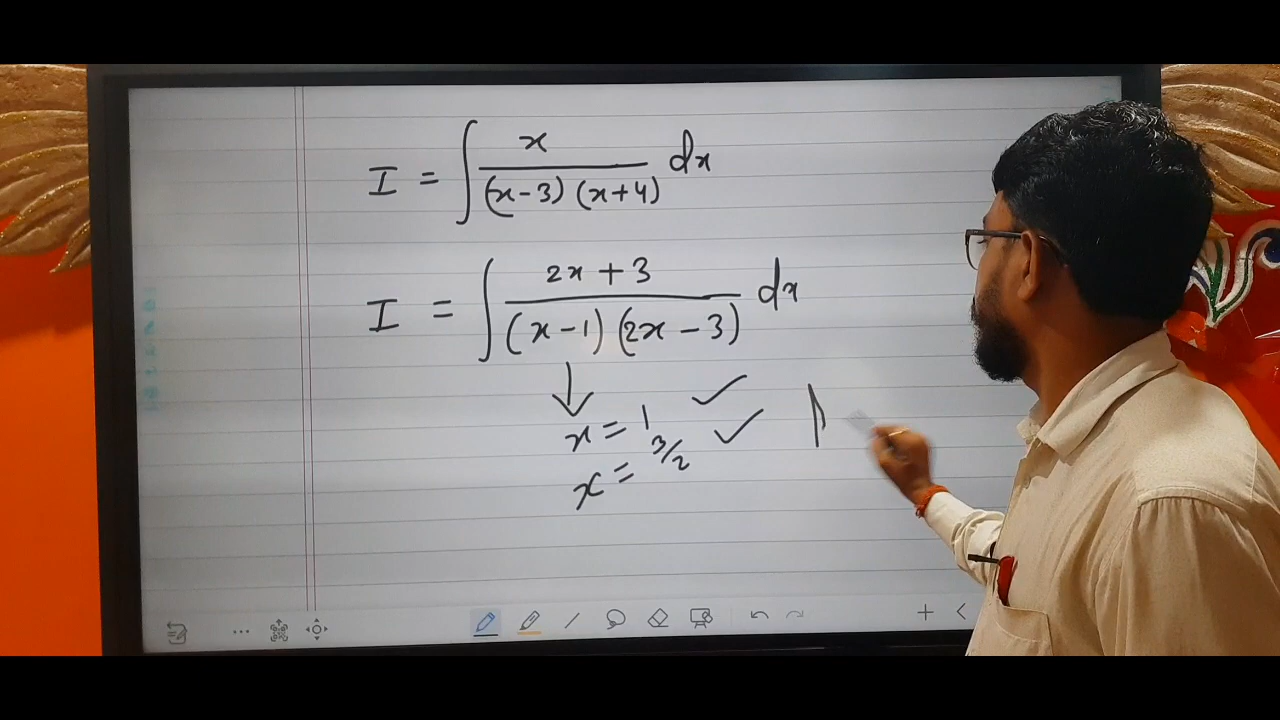 I = ∫ x / (x-3) (x+4) dx
I = ∫ 2x + 3 / (x-1) (2x-3) dx
↓
x = 1 ✓
x = 3/2 ✓